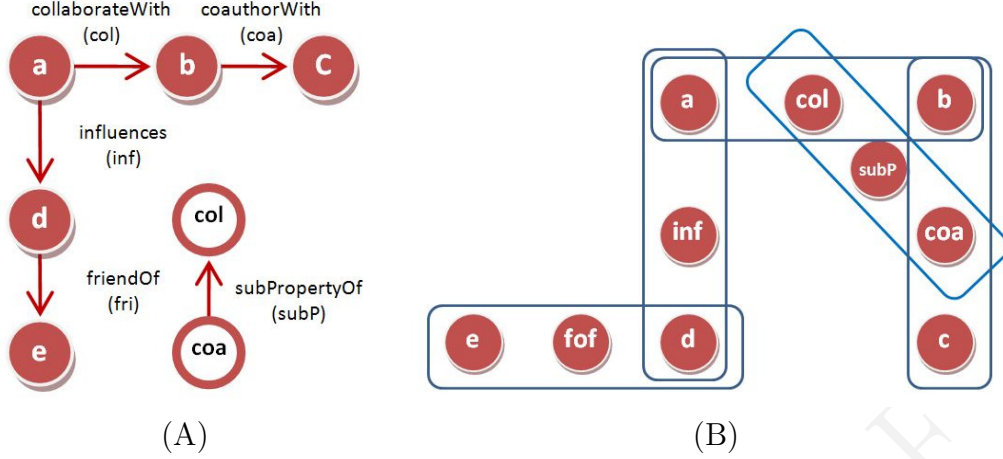 collaborateWith
(col)
coauthorWith
(coa)
a
b
C
influences
(inf)
d
col
friendOf
(fri)
subPropertyOf
(subP)
e
coa
(A)
a
col
b
subP
inf
coa
e
fof
d
c
(B)